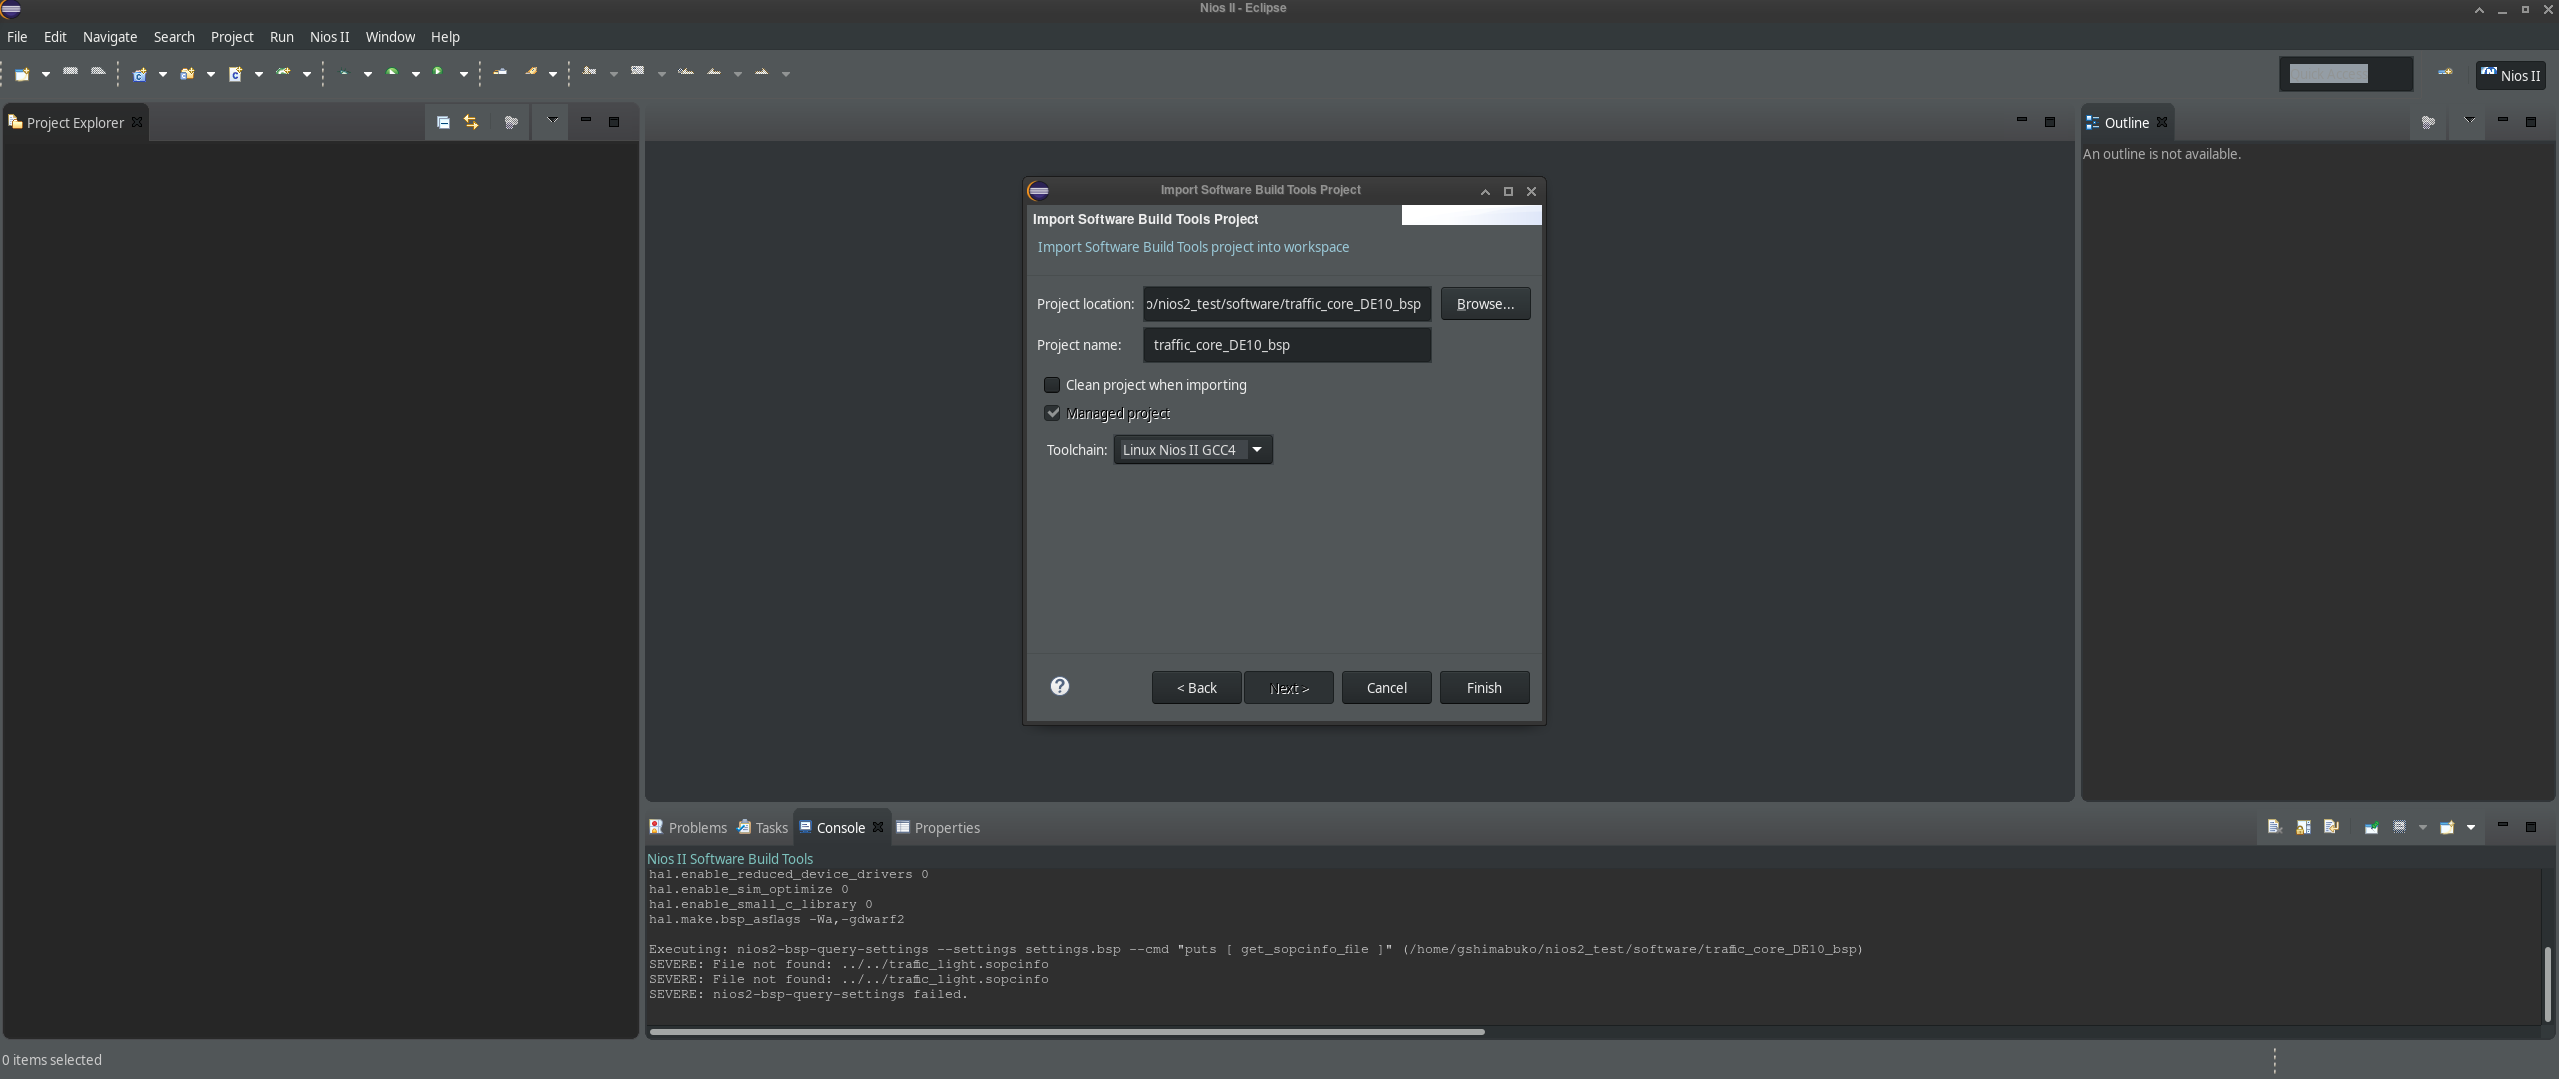 Nios II - Eclipse
File Edit Navigate Search Project Run Nios II Window Help
Nios II
Project Explorer
Outline
An outline is not available.
Import Software Build Tools Project
Import Software Build Tools Project
Import Software Build Tools project into workspace
Project location: o/nios2_test/software/traffic_core_DE10_bsp Browse...
Project name: traffic_core_DE10_bsp
Clean project when importing
Managed project
Toolchain: Linux Nios II GCC4
< Back Next > Cancel Finish
Problems Tasks Console Properties
Nios II Software Build Tools
hal.enable_reduced_device_drivers 0
hal.enable_sim_optimize 0
hal.enable_small_c_library 0
hal.make.bsp_asflags -Wa,-gdwarf2
Executing: nios2-bsp-query-settings --settings settings.bsp --cmd "puts [ get_sopcinfo_file ]" (/home/gshimabuko/nios2_test/software/traffic_core_DE10_bsp)
SEVERE: File not found: ../../traffic_light.sopcinfo
SEVERE: File not found: ../../traffic_light.sopcinfo
SEVERE: nios2-bsp-query-settings failed.
0 items selected